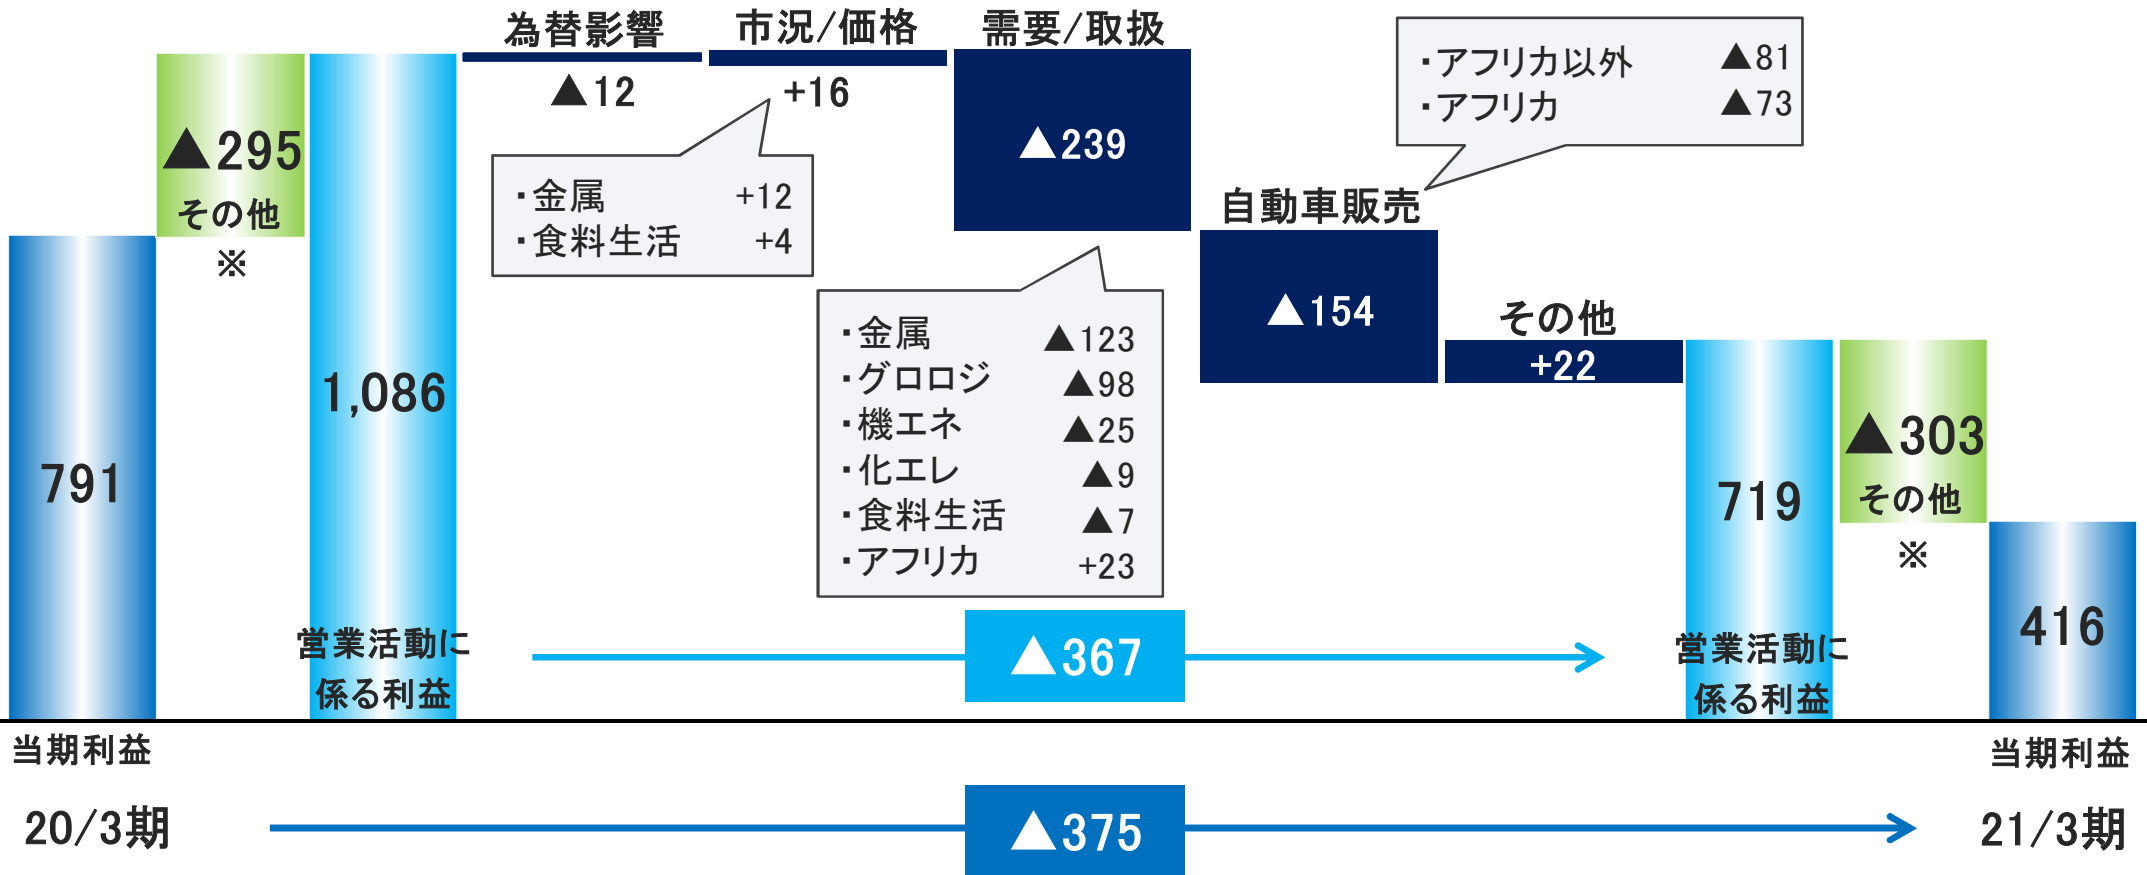 791
▲295
その他
※
1,086
営業活動に
係る利益
為替影響
▲12
市況/価格
+16
・金属 +12
・食料生活 +4
需要/取扱
▲239
・金属 ▲123
・グロロジ ▲98
・機エネ ▲25
・化エレ ▲9
・食料生活 ▲7
・アフリカ +23
自動車販売
▲154
・アフリカ以外 ▲81
・アフリカ ▲73
その他
+22
719
営業活動に
係る利益
▲303
その他
※
416
▲367
当期利益
当期利益
20/3期
▲375
21/3期